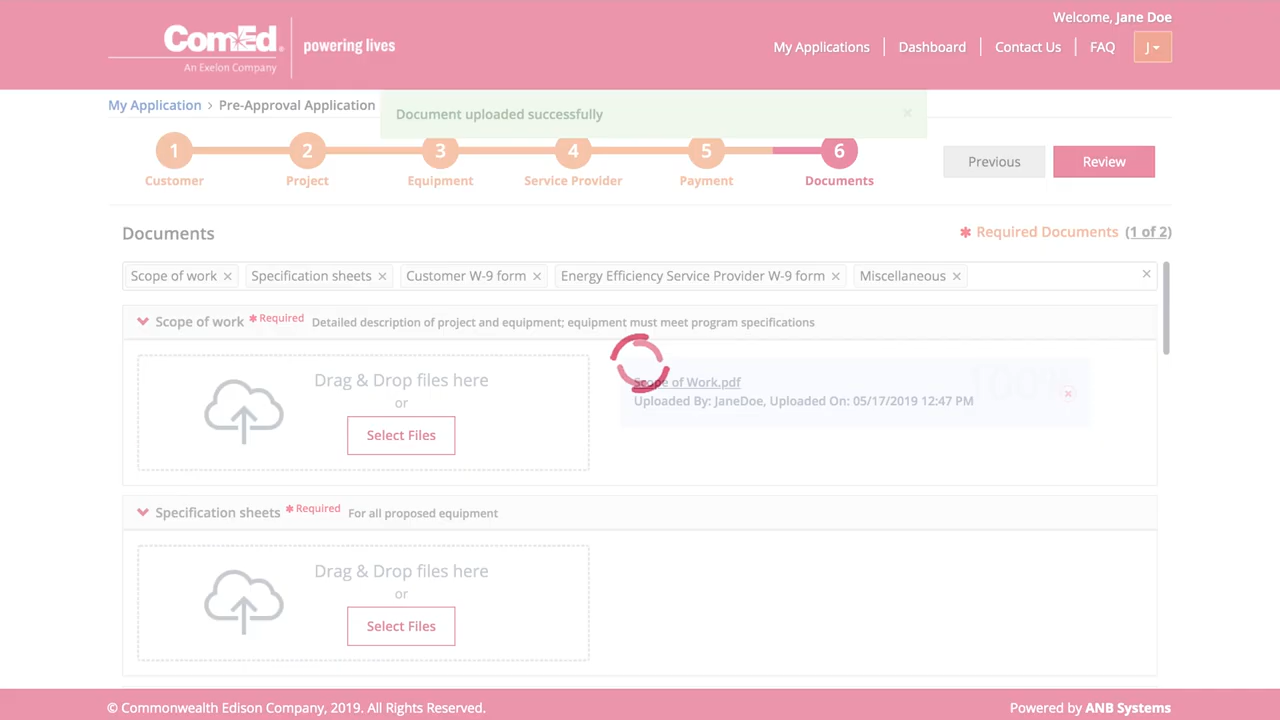 Welcome, Jane Doe
ComEd.
An Exelon Company
powering lives
My Applications
Dashboard
Contact Us
FAQ
J
My Application > Pre-Approval Application
Document uploaded successfully
×
1
2
3
4
5
6
Customer
Project
Equipment
Service Provider
Payment
Documents
Previous
Review
Documents
✱ Required Documents (1 of 2)
Scope of work ×
Specification sheets ×
Customer W-9 form ×
Energy Efficiency Service Provider W-9 form ×
Miscellaneous ×
×
Scope of work ✱ Required Detailed description of project and equipment; equipment must meet program specifications
Drag & Drop files here
or
Select Files
Scope of Work.pdf
100%
Uploaded By: JaneDoe, Uploaded On: 05/17/2019 12:47 PM
×
Specification sheets ✱ Required For all proposed equipment
Drag & Drop files here
or
Select Files
© Commonwealth Edison Company, 2019. All Rights Reserved.
Powered by ANB Systems